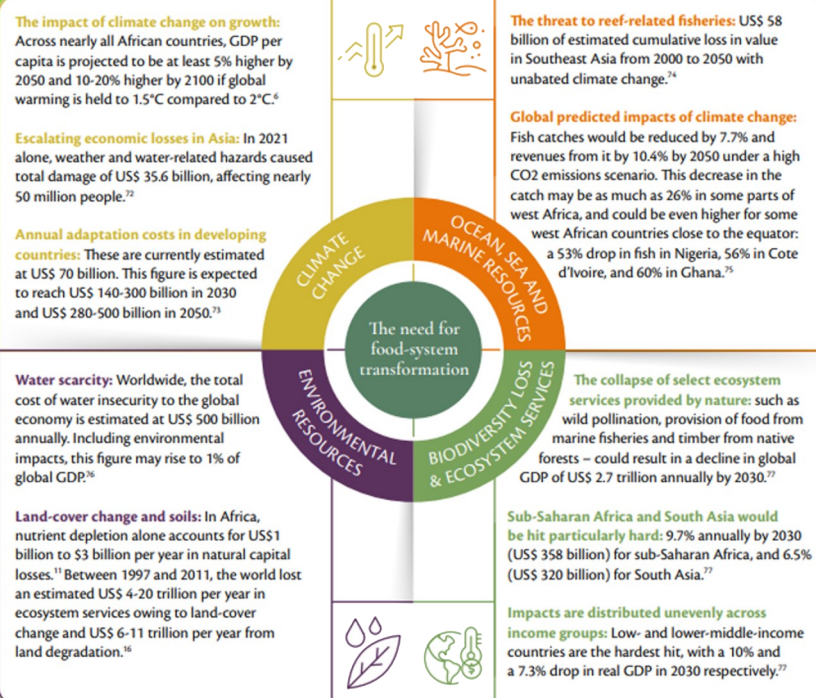 The impact of climate change on growth:
Across nearly all African countries, GDP per
capita is projected to be at least 5% higher by
2050 and 10-20% higher by 2100 if global
warming is held to 1.5°C compared to 2°C.⁶
Escalating economic losses in Asia: In 2021
alone, weather and water-related hazards caused
total damage of US$ 35.6 billion, affecting nearly
50 million people.⁷²
Annual adaptation costs in developing
countries: These are currently estimated
at US$ 70 billion. This figure is expected
to reach US$ 140-300 billion in 2030
and US$ 280-500 billion in 2050.⁷³
The threat to reef-related fisheries: US$ 58
billion of estimated cumulative loss in value
in Southeast Asia from 2000 to 2050 with
unabated climate change.⁷⁴
Global predicted impacts of climate change:
Fish catches would be reduced by 7.7% and
revenues from it by 10.4% by 2050 under a high
CO2 emissions scenario. This decrease in the
catch may be as much as 26% in some parts of
west Africa, and could be even higher for some
west African countries close to the equator:
a 53% drop in fish in Nigeria, 56% in Cote
d'Ivoire, and 60% in Ghana.⁷⁵
CLIMATE
CHANGE
OCEAN, SEA AND
MARINE RESOURCES
The need for
food-system
transformation
ENVIRONMENTAL
RESOURCES
BIODIVERSITY LOSS
& ECOSYSTEM SERVICES
Water scarcity: Worldwide, the total
cost of water insecurity to the global
economy is estimated at US$ 500 billion
annually. Including environmental
impacts, this figure may rise to 1% of
global GDP.⁷⁶
Land-cover change and soils: In Africa,
nutrient depletion alone accounts for US$1
billion to $3 billion per year in natural capital
losses.¹¹ Between 1997 and 2011, the world lost
an estimated US$ 4-20 trillion per year in
ecosystem services owing to land-cover
change and US$ 6-11 trillion per year from
land degradation.¹⁶
The collapse of select ecosystem
services provided by nature: such as
wild pollination, provision of food from
marine fisheries and timber from native
forests – could result in a decline in global
GDP of US$ 2.7 trillion annually by 2030.⁷⁷
Sub-Saharan Africa and South Asia would
be hit particularly hard: 9.7% annually by 2030
(US$ 358 billion) for sub-Saharan Africa, and 6.5%
(US$ 320 billion) for South Asia.⁷⁷
Impacts are distributed unevenly across
income groups: Low- and lower-middle-income
countries are the hardest hit, with a 10% and
a 7.3% drop in real GDP in 2030 respectively.⁷⁷
$